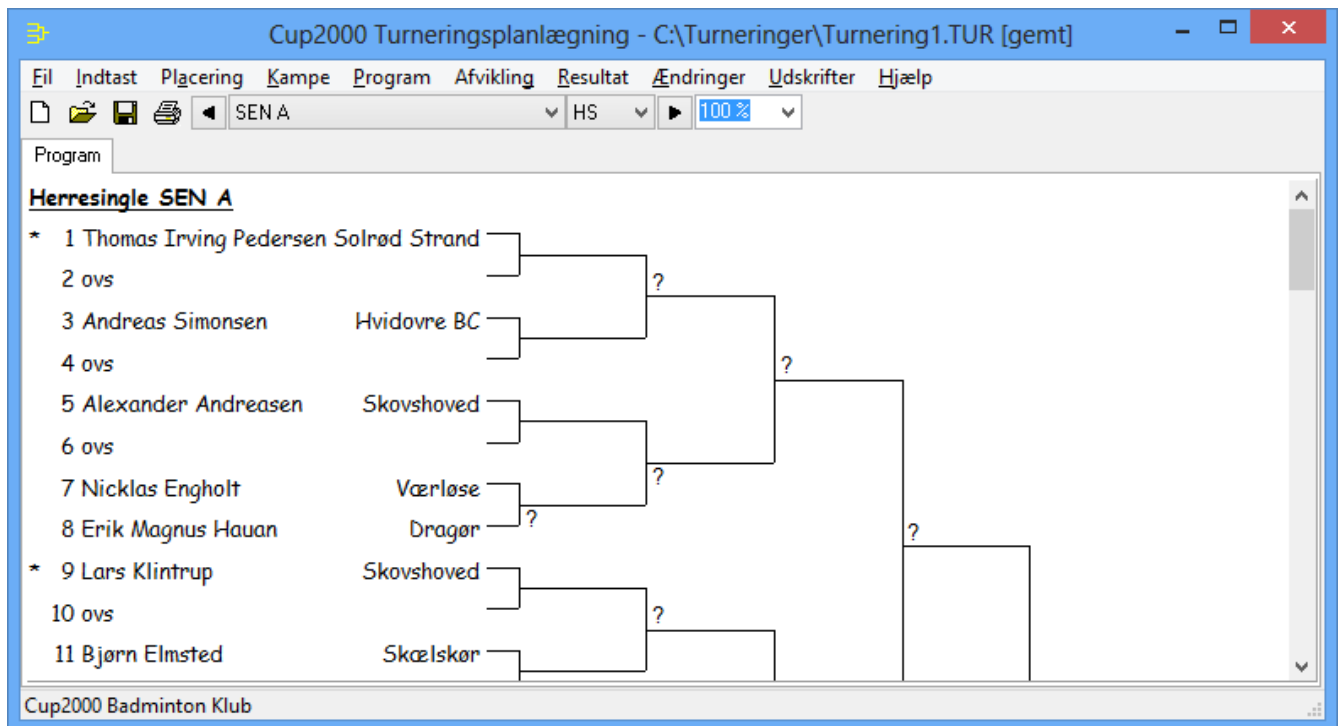 Cup2000 Turneringsplanlægning - C:\Turneringer\Turnering1.TUR [gemt]
Fil Indtast Placering Kampe Program Afvikling Resultat Ændringer Udskrifter Hjælp
SEN A HS 100 %
Program
Herresingle SEN A
* 1 Thomas Irving Pedersen Solrød Strand
2 ovs
?
3 Andreas Simonsen Hvidovre BC
4 ovs
?
5 Alexander Andreasen Skovshoved
6 ovs
?
7 Nicklas Engholt Værløse
?
8 Erik Magnus Hauan Dragør
?
* 9 Lars Klintrup Skovshoved
10 ovs
?
11 Bjørn Elmsted Skælskør
Cup2000 Badminton Klub